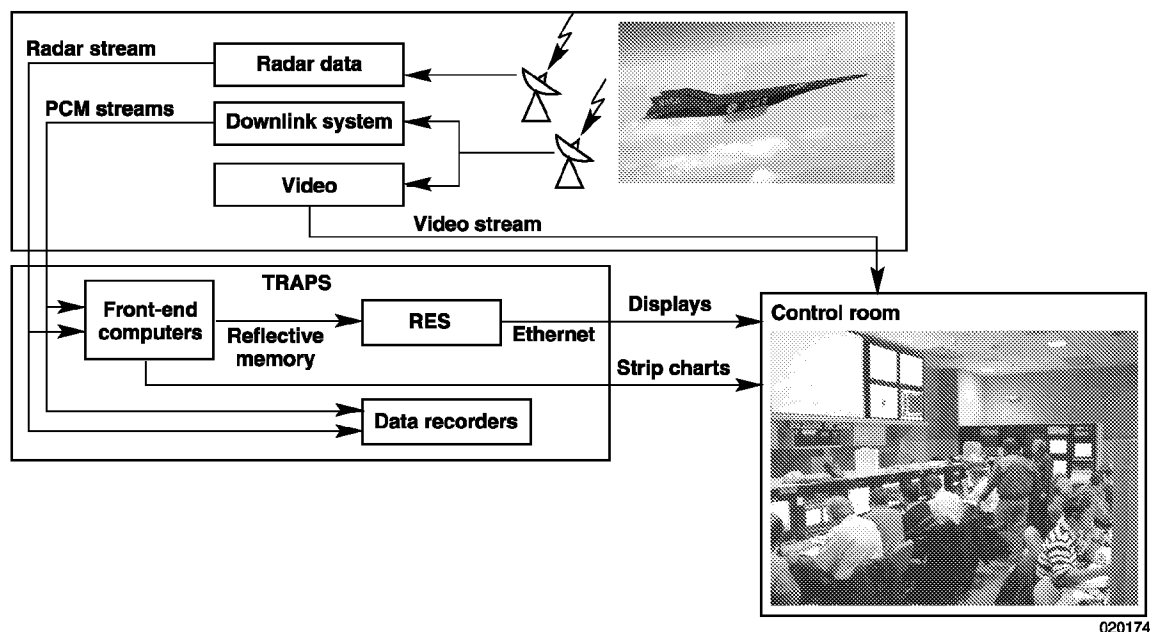 Radar stream
Radar data
PCM streams
Downlink system
Video
Video stream
TRAPS
Front-end
computers
Reflective
memory
RES
Ethernet
Displays
Strip charts
Data recorders
Control room
020174